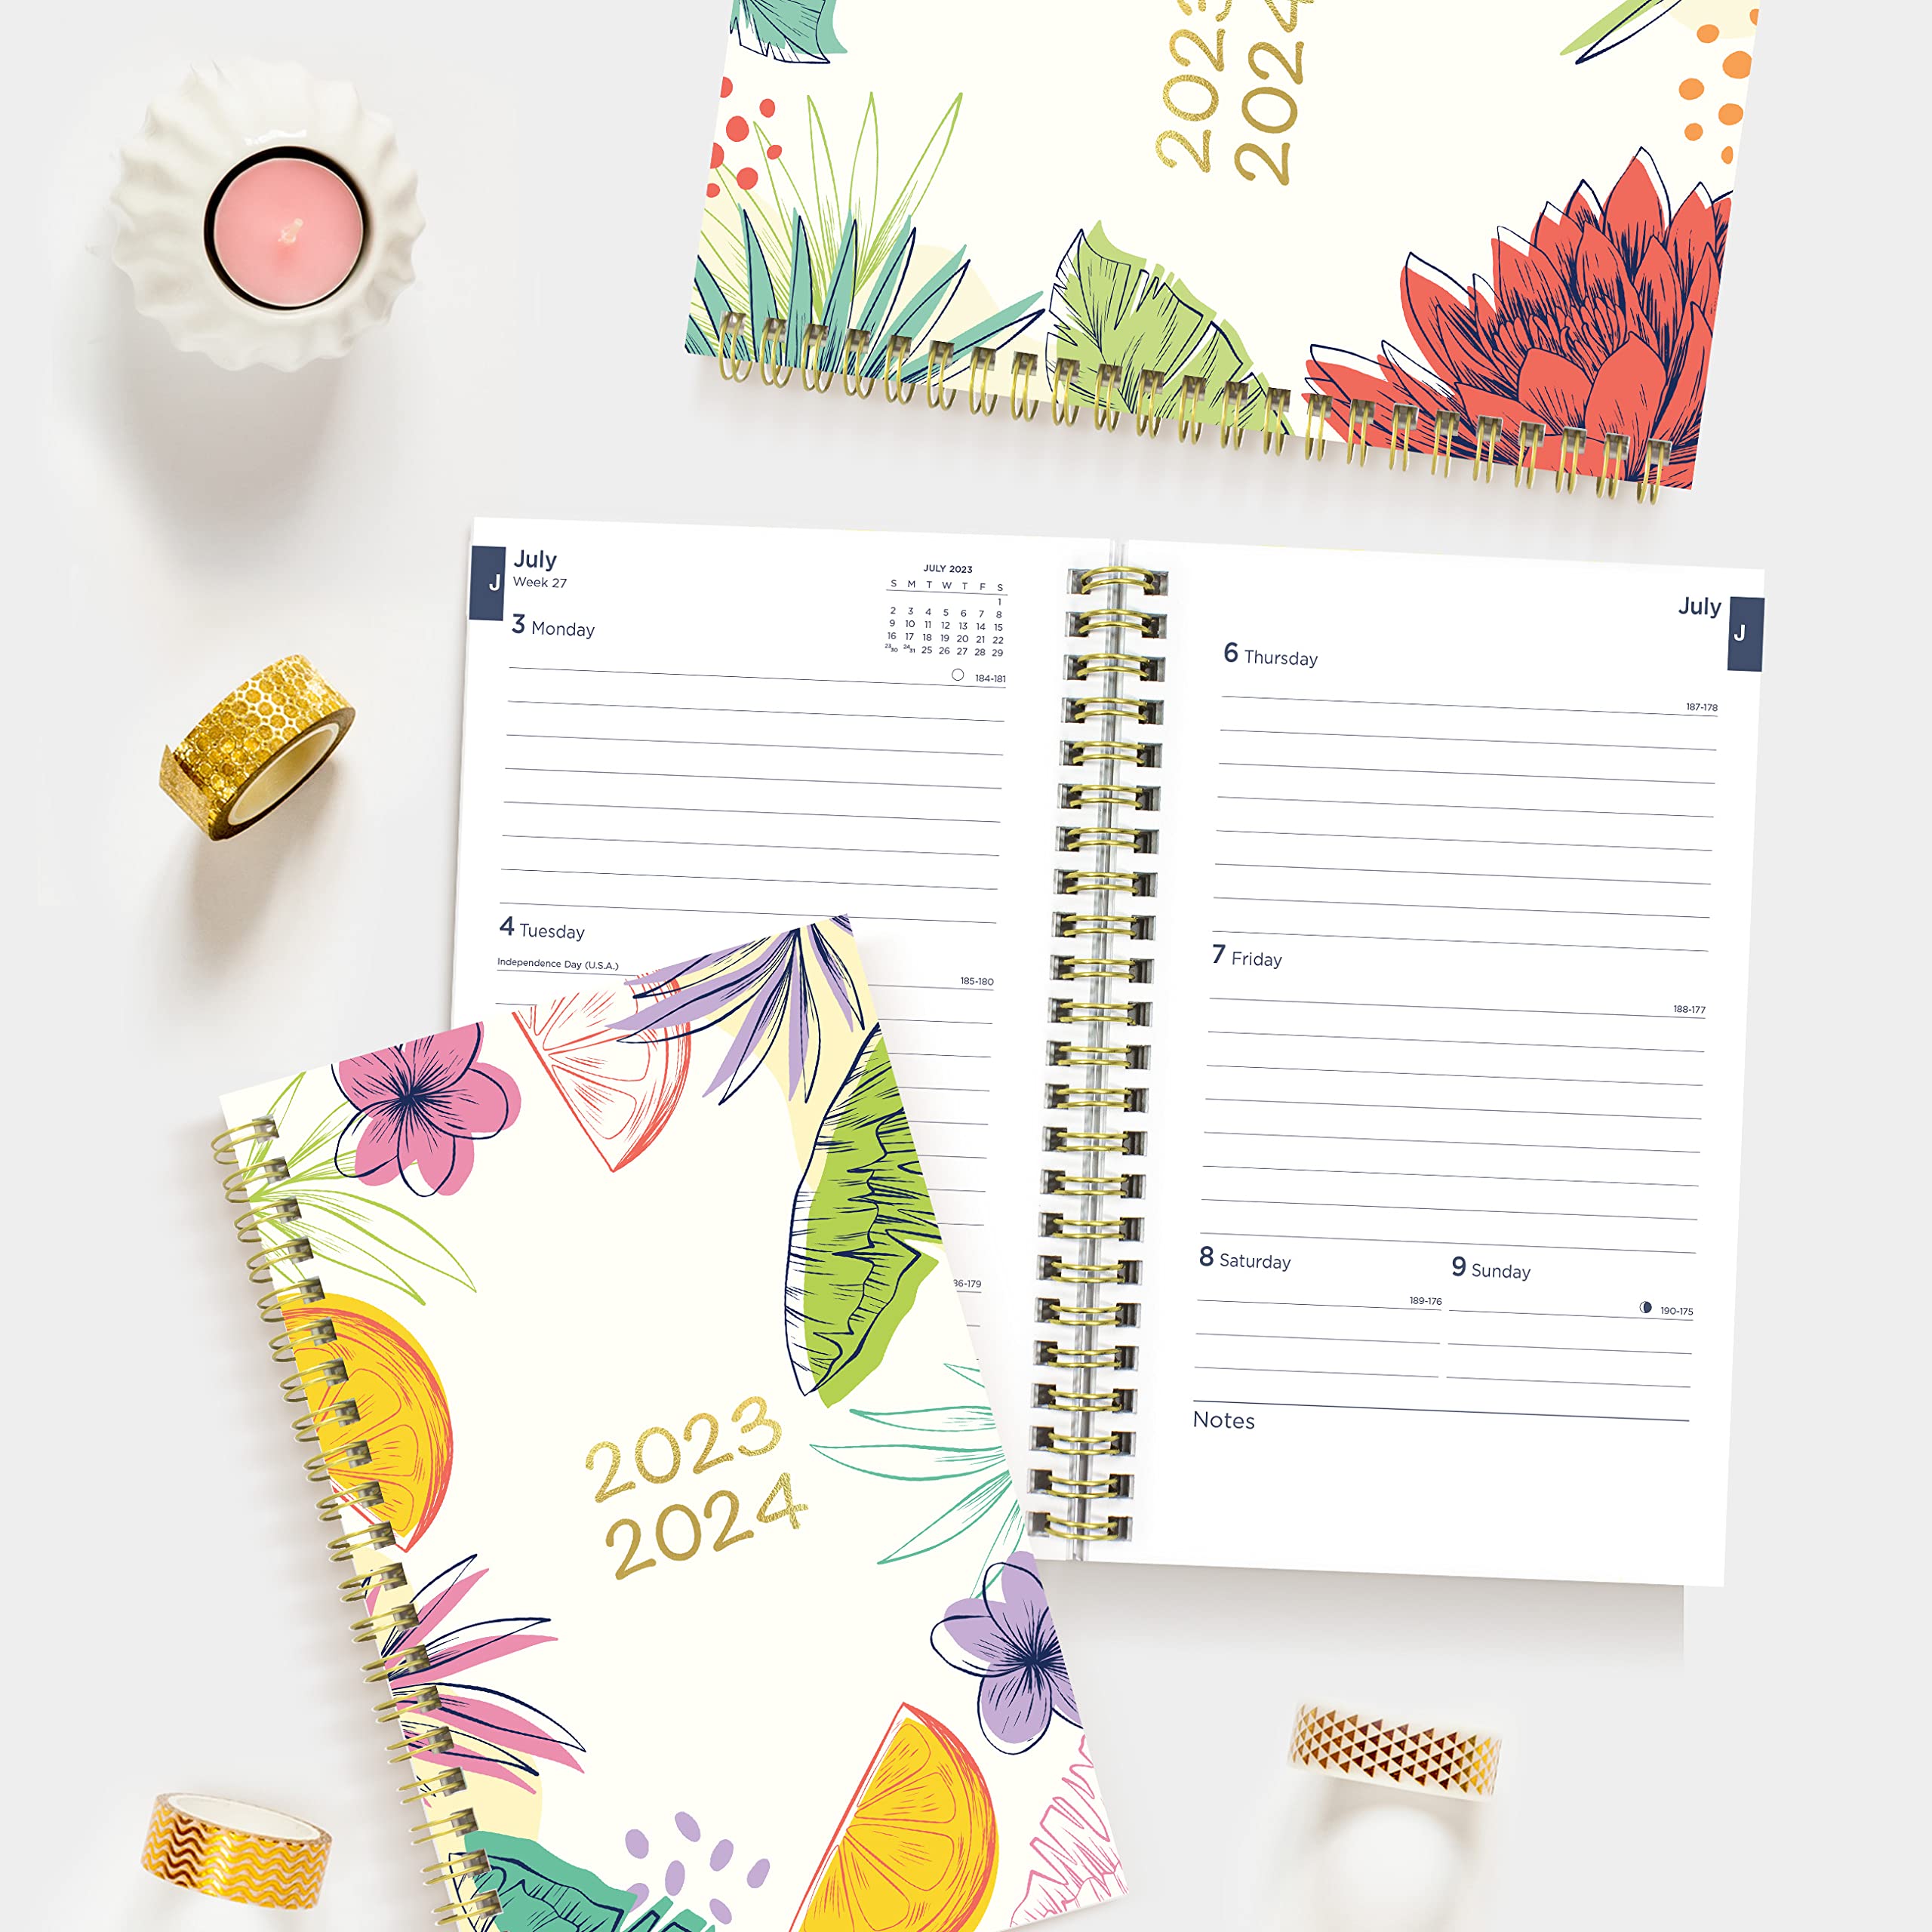 2023
2024
J
July
Week 27
JULY 2023
S M T W T F S
1
2 3 4 5 6 7 8
9 10 11 12 13 14 15
16 17 18 19 20 21 22
23/30 24/31 25 26 27 28 29
3 Monday
184-181
4 Tuesday
Independence Day (U.S.A.)
185-180
86-179
July
J
6 Thursday
187-178
7 Friday
188-177
8 Saturday
189-176
9 Sunday
190-175
Notes
2023
2024